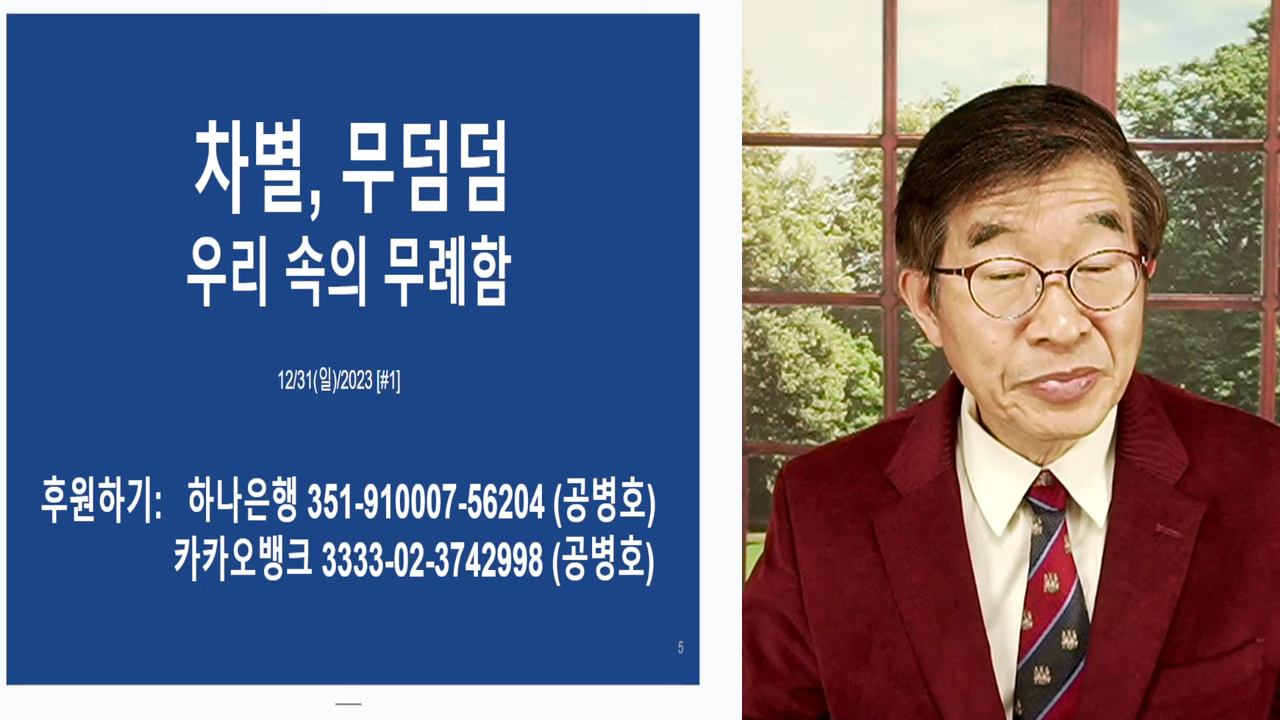 차별, 무덤덤
우리 속의 무례함
12/31(일)/2023 [#1]
후원하기: 하나은행 351-910007-56204 (공병호)
카카오뱅크 3333-02-3742998 (공병호)
5